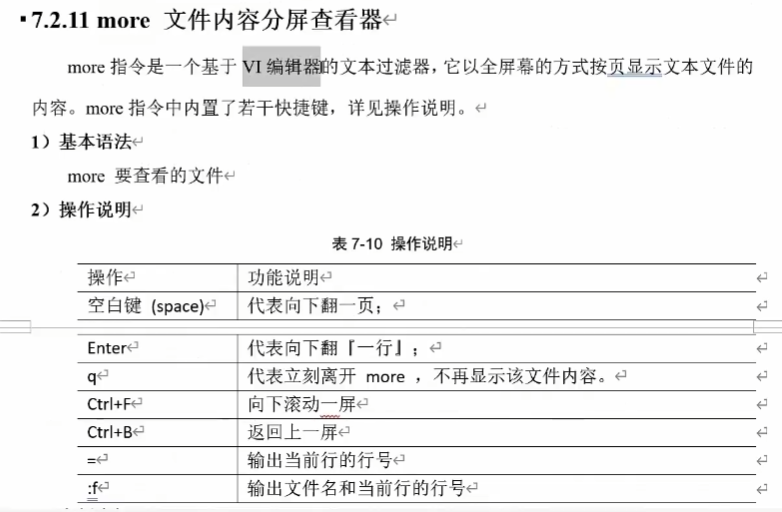 7.2.11 more 文件内容分屏查看器
more 指令是一个基于 VI 编辑器的文本过滤器，它以全屏幕的方式按页显示文本文件的
内容。more 指令中内置了若干快捷键，详见操作说明。
1）基本语法
more 要查看的文件
2）操作说明
表 7-10 操作说明
操作 功能说明
空白键 (space) 代表向下翻一页；
Enter 代表向下翻『一行』；
q 代表立刻离开 more ，不再显示该文件内容。
Ctrl+F 向下滚动一屏
Ctrl+B 返回上一屏
= 输出当前行的行号
:f 输出文件名和当前行的行号